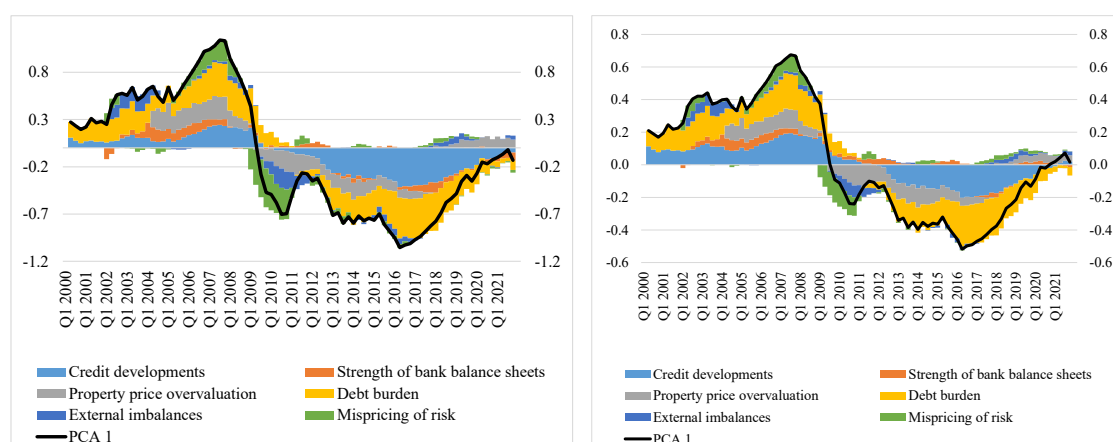 0.8
0.3
-0.2
-0.7
-1.2
0.8
0.3
-0.2
-0.7
-1.2
Q1 2000
Q1 2001
Q1 2002
Q1 2003
Q1 2004
Q1 2005
Q1 2006
Q1 2007
Q1 2008
Q1 2009
Q1 2010
Q1 2011
Q1 2012
Q1 2013
Q1 2014
Q1 2015
Q1 2016
Q1 2017
Q1 2018
Q1 2019
Q1 2020
Q1 2021
Credit developments
Strength of bank balance sheets
Property price overvaluation
Debt burden
External imbalances
Mispricing of risk
PCA 1
0.8
0.6
0.4
0.2
0.0
-0.2
-0.4
-0.6
0.8
0.6
0.4
0.2
0.0
-0.2
-0.4
-0.6
Q1 2000
Q1 2001
Q1 2002
Q1 2003
Q1 2004
Q1 2005
Q1 2006
Q1 2007
Q1 2008
Q1 2009
Q1 2010
Q1 2011
Q1 2012
Q1 2013
Q1 2014
Q1 2015
Q1 2016
Q1 2017
Q1 2018
Q1 2019
Q1 2020
Q1 2021
Credit developments
Strength of bank balance sheets
Property price overvaluation
Debt burden
External imbalances
Mispricing of risk
PCA 1